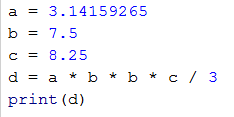 a = 3.14159265
b = 7.5
c = 8.25
d = a * b * b * c / 3
print(d)